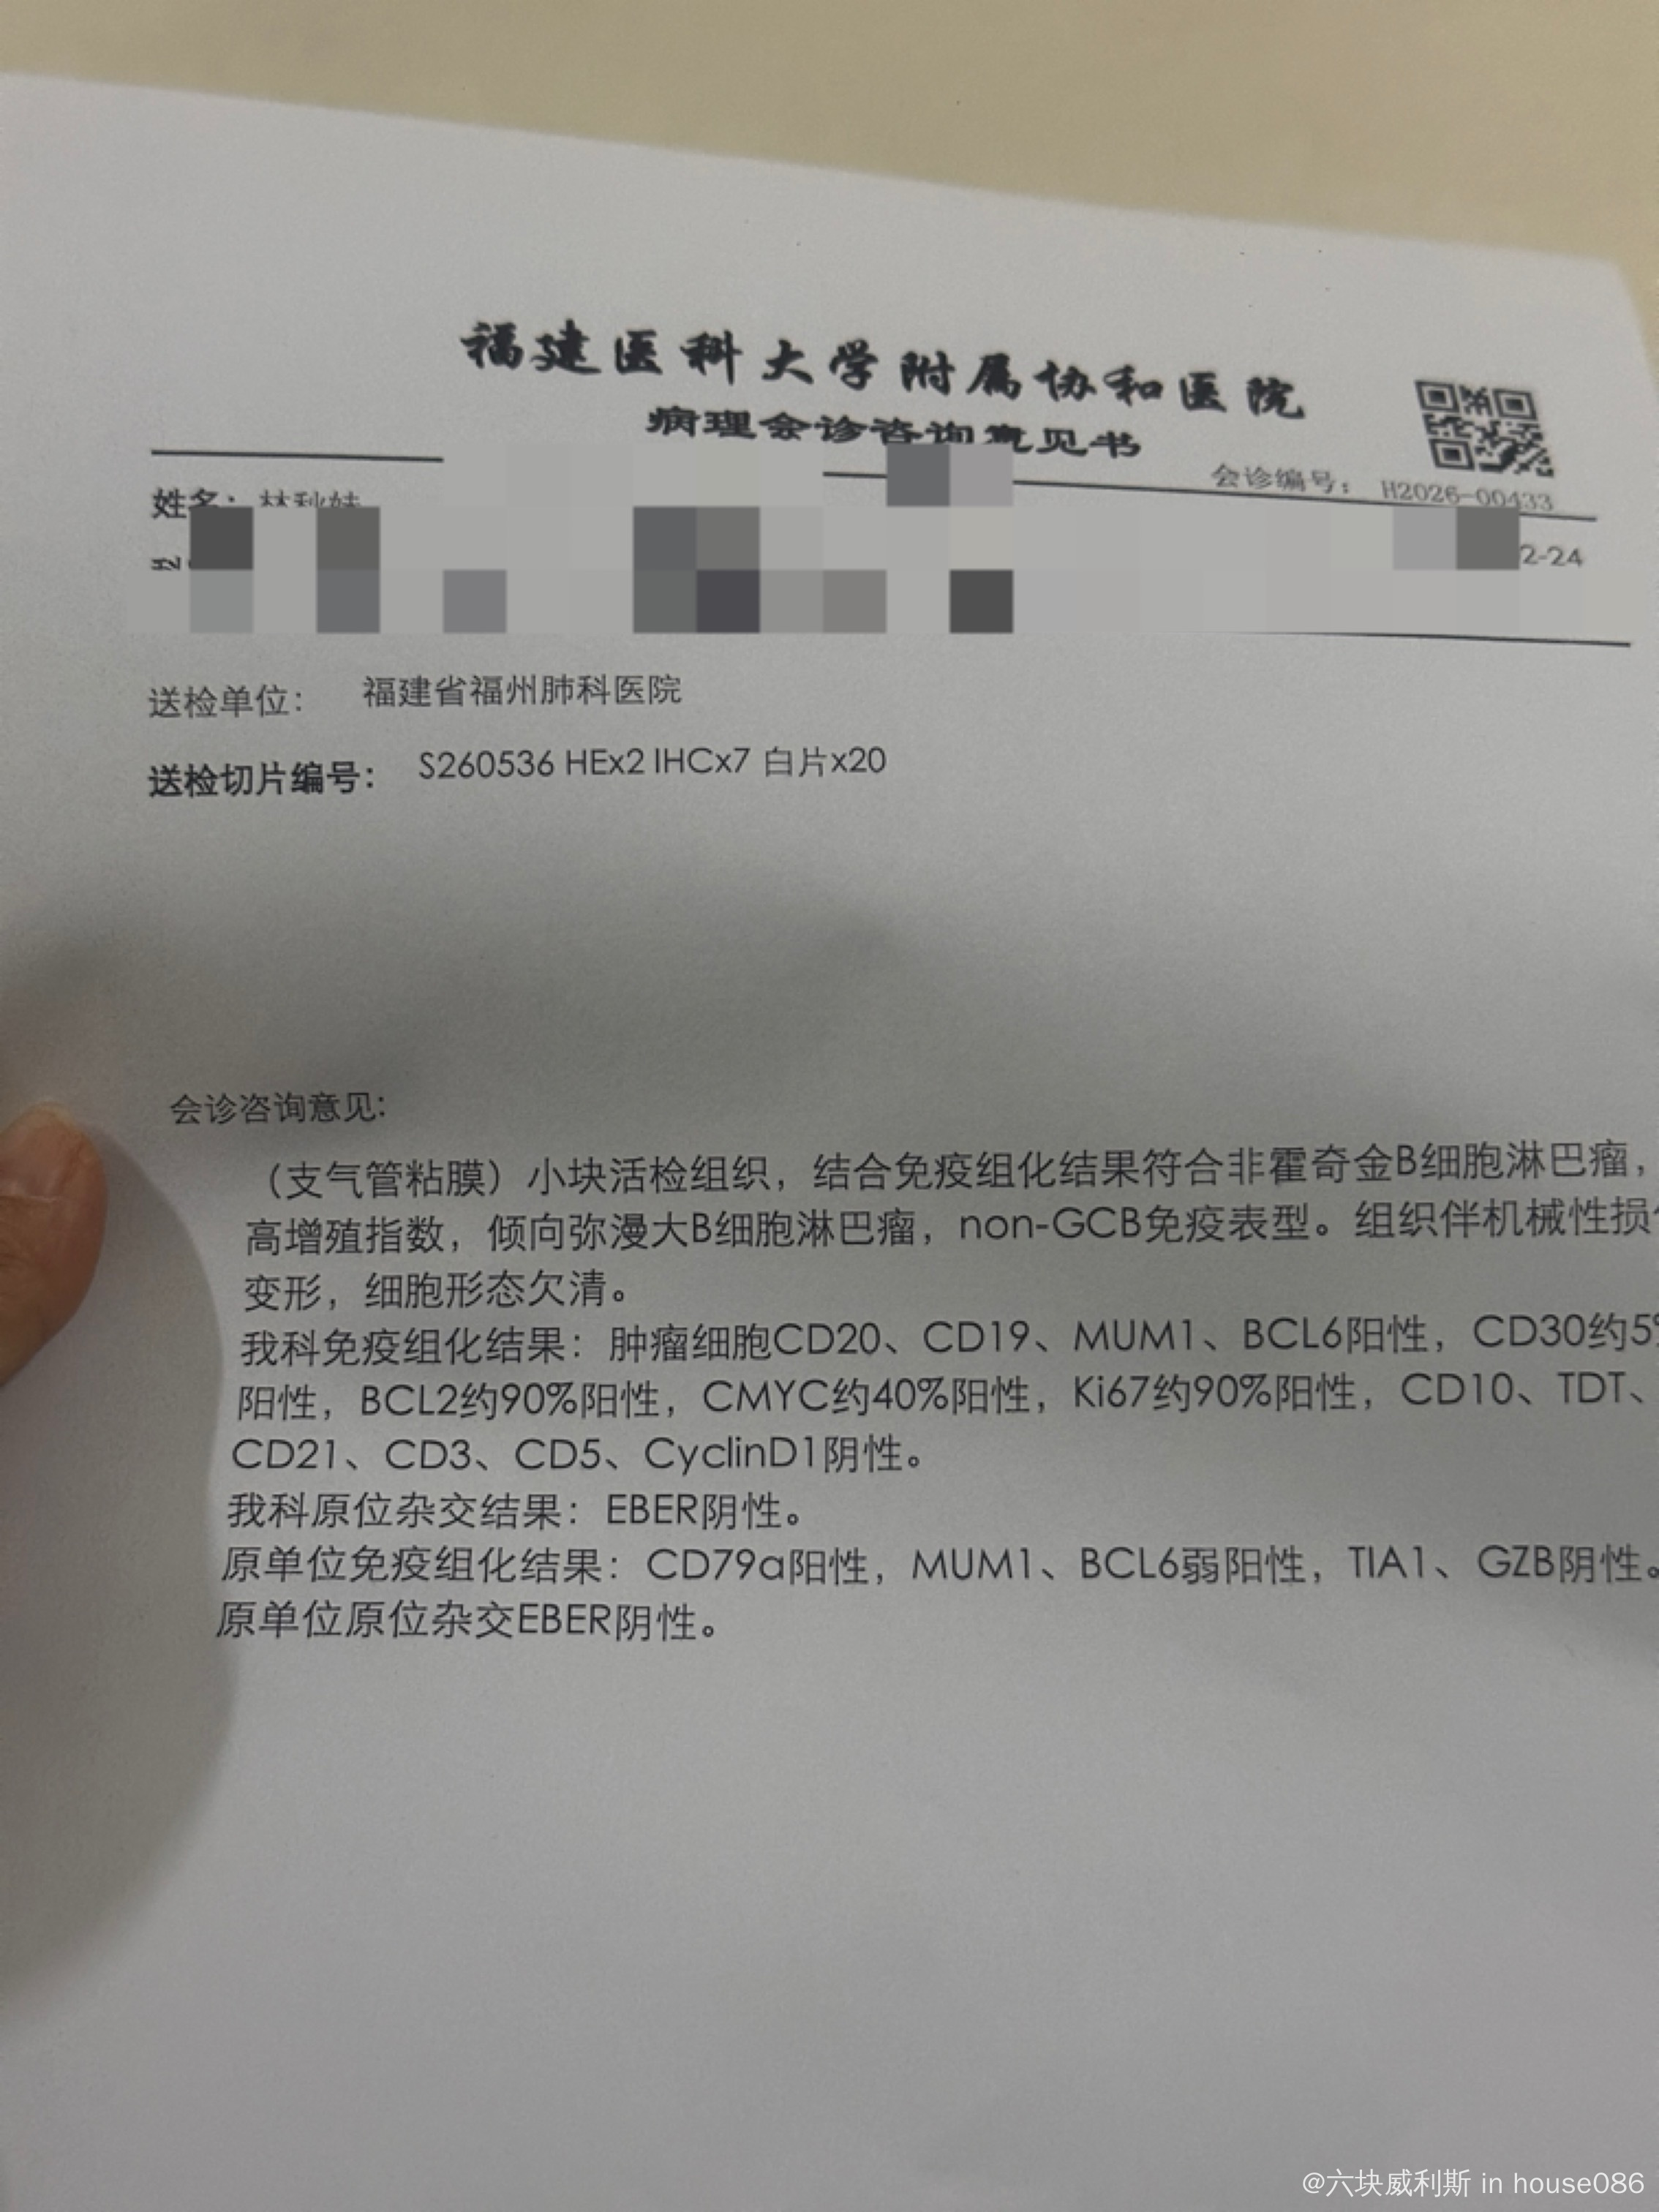 福建医科大学附属协和医院
病理会诊咨询意见书
会诊编号： H2026-00433
姓名：
2-24
送检单位： 福建省福州肺科医院
送检切片编号： S260536 HEx2 IHCx7 白片x20
会诊咨询意见：
（支气管粘膜）小块活检组织，结合免疫组化结果符合非霍奇金B细胞淋巴瘤，
高增殖指数，倾向弥漫大B细胞淋巴瘤，non-GCB免疫表型。组织伴机械性损
变形，细胞形态欠清。
我科免疫组化结果：肿瘤细胞CD20、CD19、MUM1、BCL6阳性，CD30约5%
阳性，BCL2约90%阳性，CMYC约40%阳性，Ki67约90%阳性，CD10、TDT、
CD21、CD3、CD5、CyclinD1阴性。
我科原位杂交结果：EBER阴性。
原单位免疫组化结果：CD79a阳性，MUM1、BCL6弱阳性，TIA1、GZB阴性。
原单位原位杂交EBER阴性。
@六块威利斯 in house086